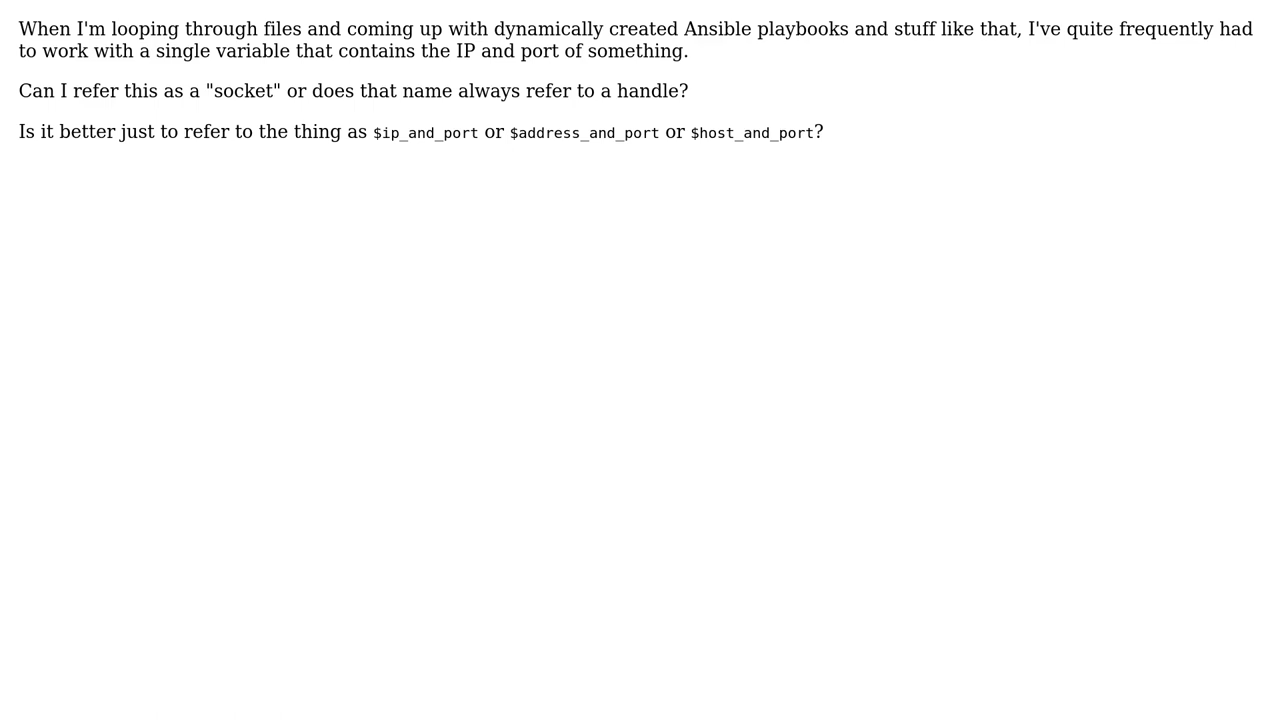 When I'm looping through files and coming up with dynamically created Ansible playbooks and stuff like that, I've quite frequently had
to work with a single variable that contains the IP and port of something.
Can I refer this as a "socket" or does that name always refer to a handle?
Is it better just to refer to the thing as $ip_and_port or $address_and_port or $host_and_port?